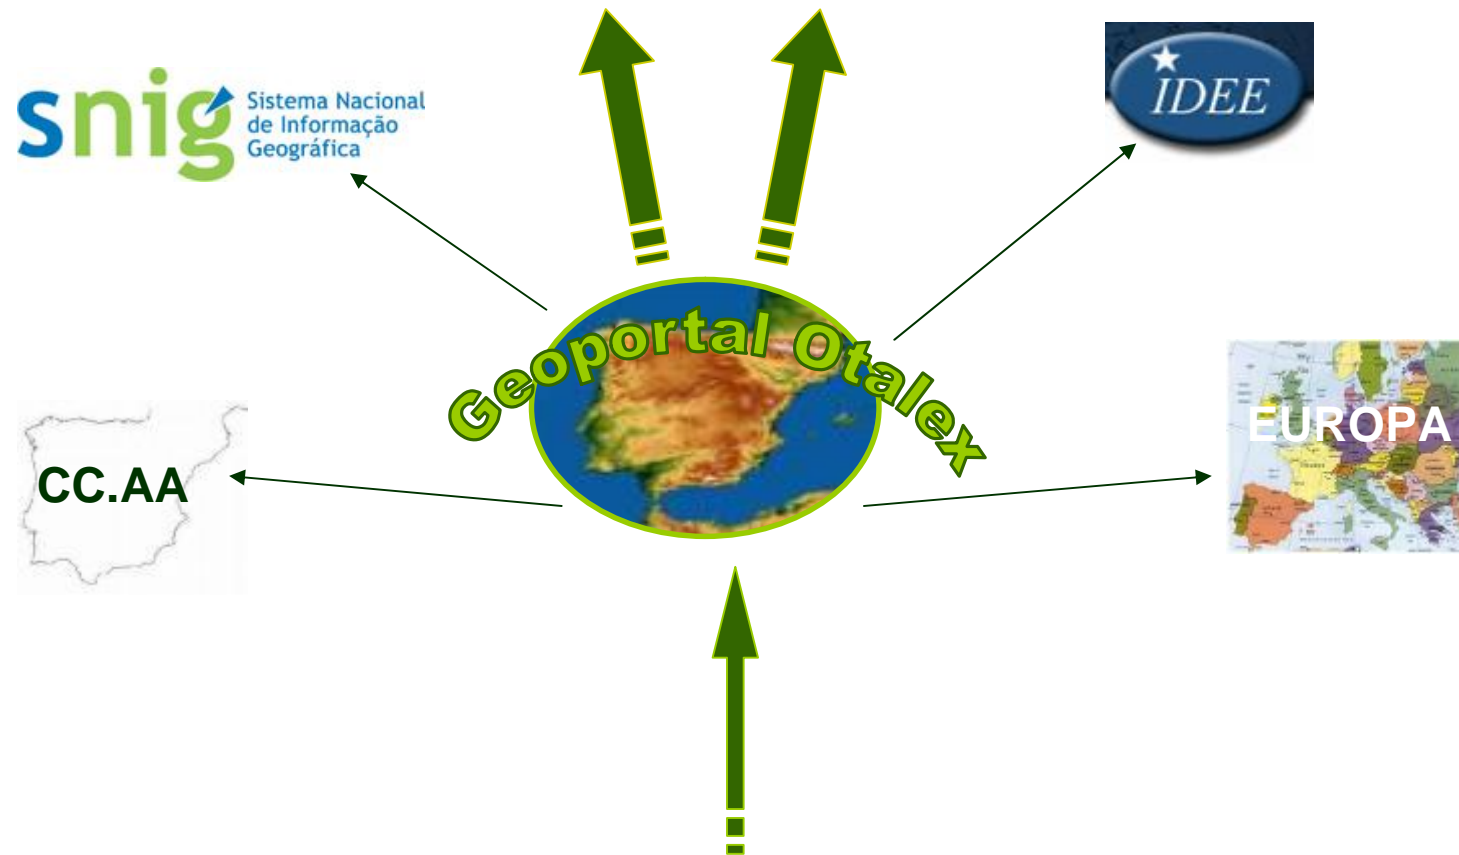 snig
Sistema Nacional
de Informação
Geográfica
IDEE
Geoportal Otalex
EUROPA
CC.AA